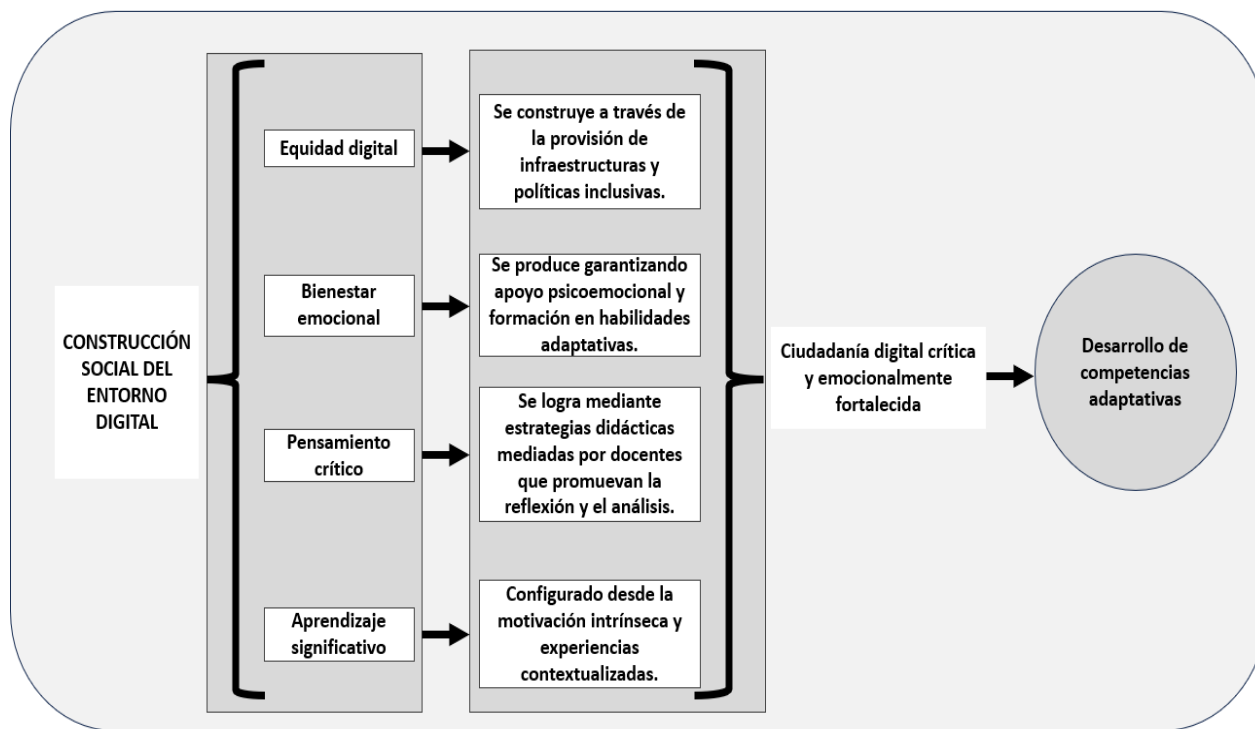 CONSTRUCCIÓN
SOCIAL DEL
ENTORNO
DIGITAL
Equidad digital
Se construye a través de
la provisión de
infraestructuras y
políticas inclusivas.
Bienestar
emocional
Se produce garantizando
apoyo psicoemocional y
formación en habilidades
adaptativas.
Pensamiento
crítico
Se logra mediante
estrategias didácticas
mediadas por docentes
que promuevan la
reflexión y el análisis.
Aprendizaje
significativo
Configurado desde la
motivación intrínseca y
experiencias
contextualizadas.
Ciudadanía digital crítica
y emocionalmente
fortalecida
Desarrollo de
competencias
adaptativas